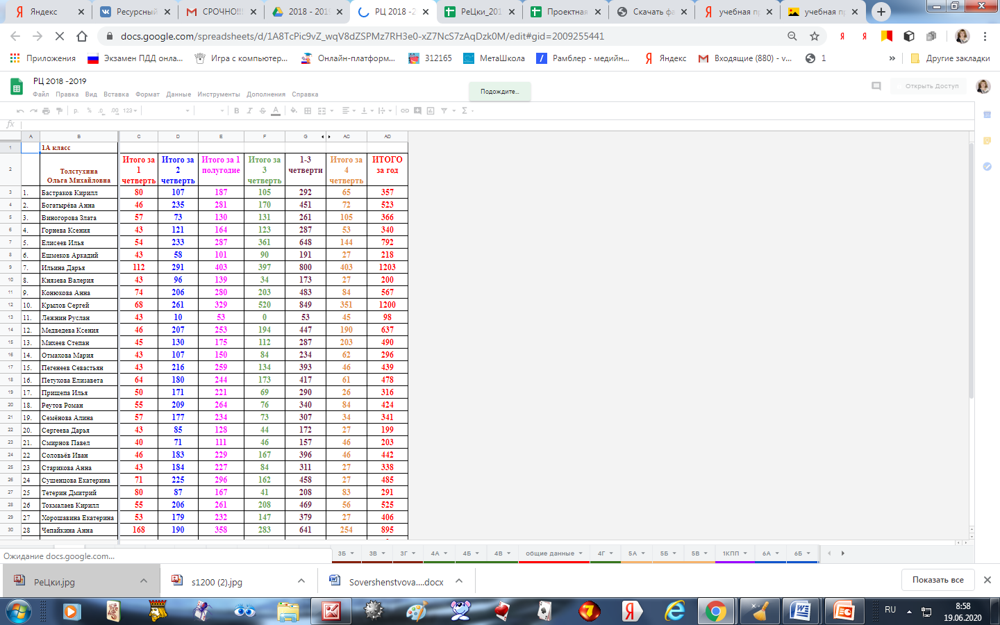 Яндекс
Ресурсный
СРОЧНО!!!
2018 - 2019
РЦ 2018 -2
РеЦки_201
Проектная
Скачать фа
учебная пр
учебная пр
docs.google.com/spreadsheets/d/1A8TcPic9vZ_wqV8dZSPMz7RH3e0-xZ7NcS7zAqDzk0M/edit#gid=2009255441
Приложения Экзамен ПДД онла... Игра с компьютер... Онлайн-платформ... 312165 МетаШкола Рамблер - медийн... Яндекс Входящие (880) - v... 1 » Другие закладки
РЦ 2018 -2019
Файл Правка Вид Вставка Формат Данные Инструменты Дополнения Справка
Подождите...
Открыть Доступ
р. % .0 .00 123 B I S A Σ
fx
A B C D E F G AC AD
1 1А класс
2 Толстухина Ольга Михайловна Итого за 1 четверть Итого за 2 четверть Итого за 1 полугодие Итого за 3 четверть 1-3 четверти Итого за 4 четверть ИТОГО за год
3 1. Бастраков Кирилл 80 107 187 105 292 65 357
4 2. Богатырёва Анна 46 235 281 170 451 72 523
5 3. Виногорова Злата 57 73 130 131 261 105 366
6 4. Горнева Ксения 43 121 164 123 287 53 340
7 5. Елисеев Илья 54 233 287 361 648 144 792
8 6. Ешмеков Аркадий 43 58 101 90 191 27 218
9 7. Ильина Дарья 112 291 403 397 800 403 1203
10 8. Князева Валерия 43 96 139 34 173 27 200
11 9. Конюкова Анна 74 206 280 203 483 84 567
12 10. Крылов Сергей 68 261 329 520 849 351 1200
13 11. Лежнин Руслан 43 10 53 0 53 45 98
14 12. Медведева Ксения 46 207 253 194 447 190 637
15 13. Михеев Степан 45 130 175 112 287 203 490
16 14. Отмахова Мария 43 107 150 84 234 62 296
17 15. Пегенеев Севастьян 43 216 259 134 393 46 439
18 16. Петухова Елизавета 64 180 244 173 417 61 478
19 17. Пришепа Илья 50 171 221 69 290 26 316
20 18. Реутов Роман 55 209 264 76 340 84 424
21 19. Семёнова Алина 57 177 234 73 307 34 341
22 20. Сергеева Дарья 43 85 128 44 172 27 199
23 21. Смирнов Павел 40 71 111 46 157 46 203
24 22 Соловьёв Иван 46 183 229 167 396 46 442
25 23 Старикова Анна 43 184 227 84 311 27 338
26 24 Сушенцова Екатерина 71 225 296 162 458 27 485
27 25 Тетерин Дмитрий 80 87 167 41 208 83 291
28 26 Токмалаев Кирилл 55 206 261 208 469 56 525
29 27 Хорошавина Екатерина 53 179 232 147 379 27 406
30 28 Чепайкина Анна 168 190 358 283 641 254 895
3Б 3В 3Г 4А 4Б 4В общие данные 4Г 5А 5Б 5В 1КПП 6А 6Б
Ожидание docs.google.com...
РеЦки.jpg s1200 (2).jpg Sovershenstvova....docx Показать все
RU 8:58
19.06.2020